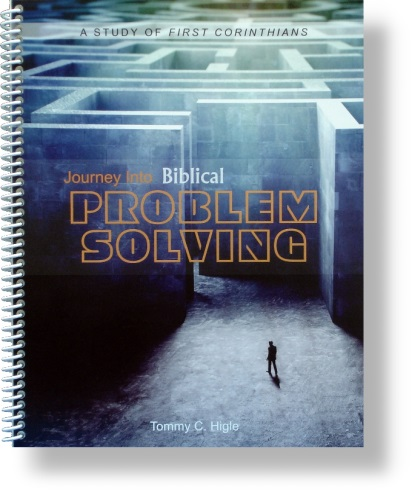 A STUDY OF FIRST CORINTHIANS
Journey Into Biblical
PROBLEM
SOLVING
Tommy C. Higle